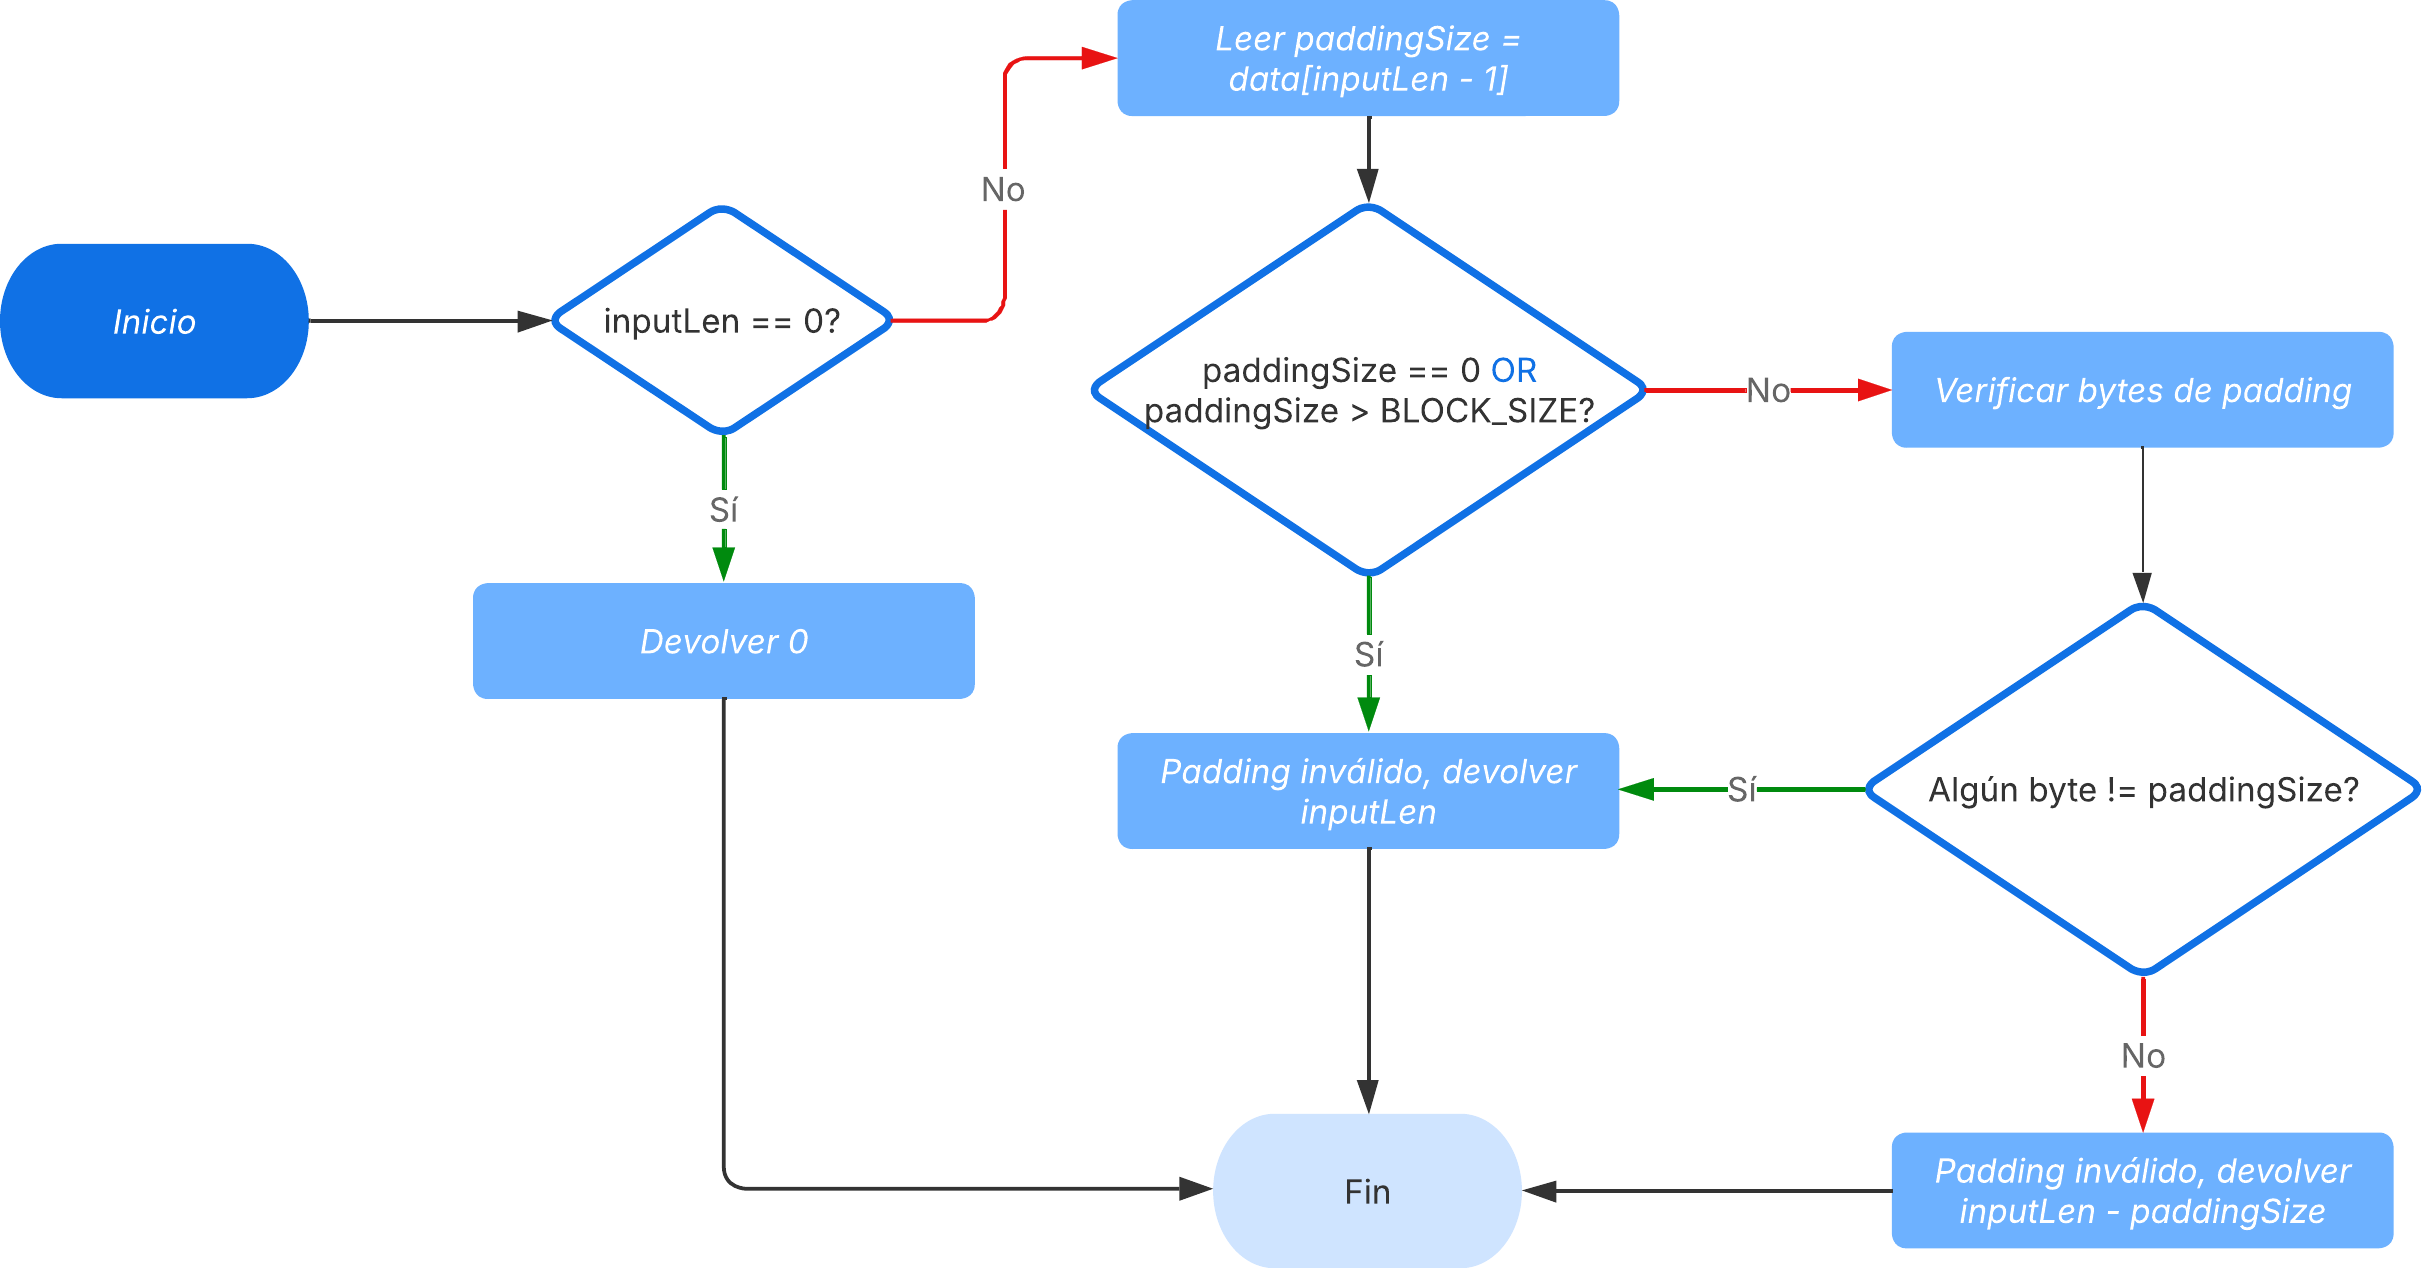 Inicio
inputLen == 0?
No
Sí
Devolver 0
Leer paddingSize =
data[inputLen - 1]
paddingSize == 0 OR
paddingSize > BLOCK_SIZE?
No
Sí
Verificar bytes de padding
Algún byte != paddingSize?
Sí
No
Padding inválido, devolver
inputLen
Padding inválido, devolver
inputLen - paddingSize
Fin